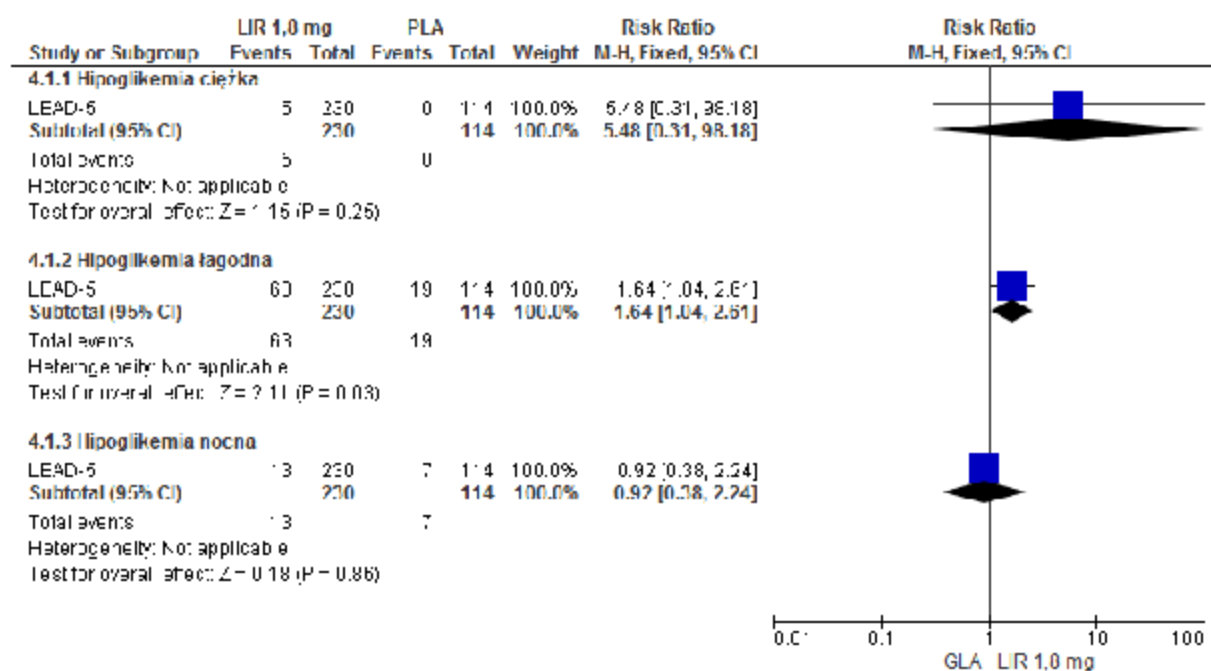 LIR 1,8 mg PLA Risk Ratio Risk Ratio
Study or Subgroup Events Total Events Total Weight M-H, Fixed, 95% CI M-H, Fixed, 95% CI
4.1.1 Hipoglikemia ciężka
LEAD-5 5 230 0 114 100.0% 5.48 [0.31, 98.18]
Subtotal (95% CI) 230 114 100.0% 5.48 [0.31, 98.18]
Total events 5 0
Heterogeneity: Not applicable
Test for overall effect: Z = 1.15 (P = 0.25)
4.1.2 Hipoglikemia łagodna
LEAD-5 63 230 19 114 100.0% 1.64 [1.04, 2.61]
Subtotal (95% CI) 230 114 100.0% 1.64 [1.04, 2.61]
Total events 63 19
Heterogeneity: Not applicable
Test for overall effect: Z = 2.11 (P = 0.03)
4.1.3 Hipoglikemia nocna
LEAD-5 13 230 7 114 100.0% 0.92 [0.38, 2.24]
Subtotal (95% CI) 230 114 100.0% 0.92 [0.38, 2.24]
Total events 13 7
Heterogeneity: Not applicable
Test for overall effect: Z = 0.18 (P = 0.86)
0.01 0.1 1 10 100
GLA LIR 1,8 mg